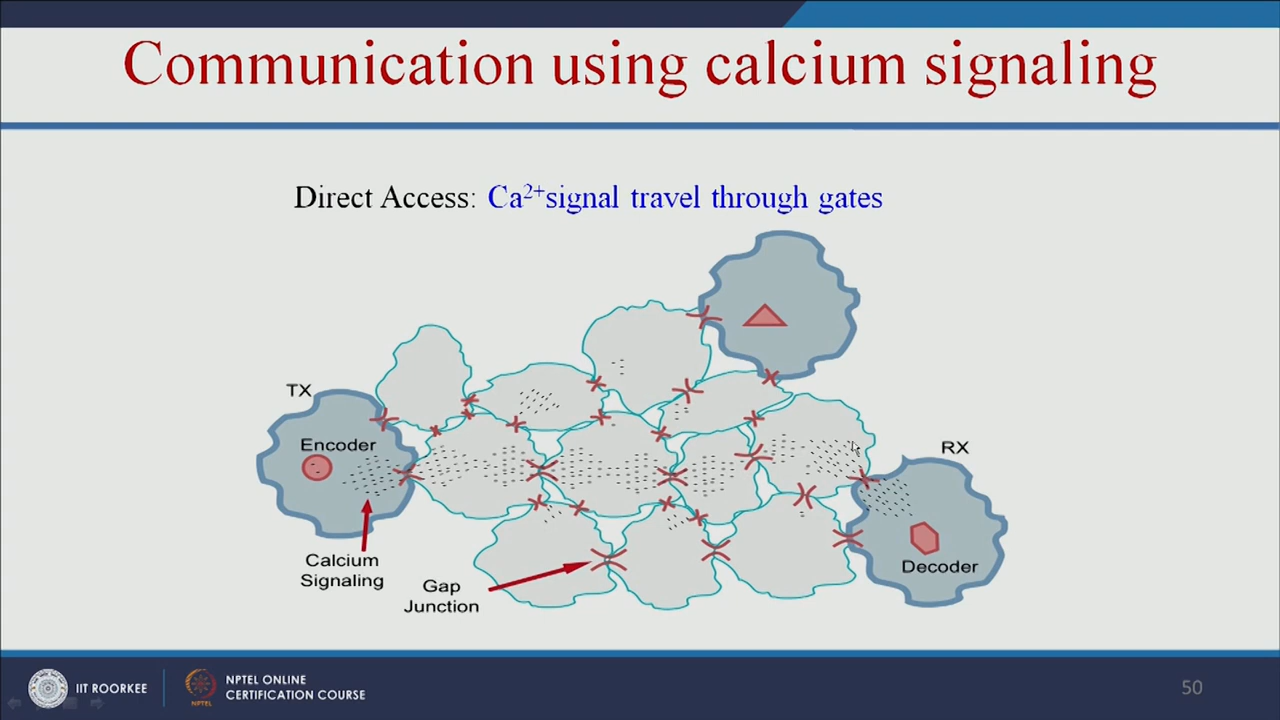 Communication using calcium signaling
Direct Access: Ca2+signal travel through gates
TX
Encoder
RX
Decoder
Calcium
Signaling
Gap
Junction
IIT ROORKEE
NPTEL ONLINE
CERTIFICATION COURSE
NPTEL
50